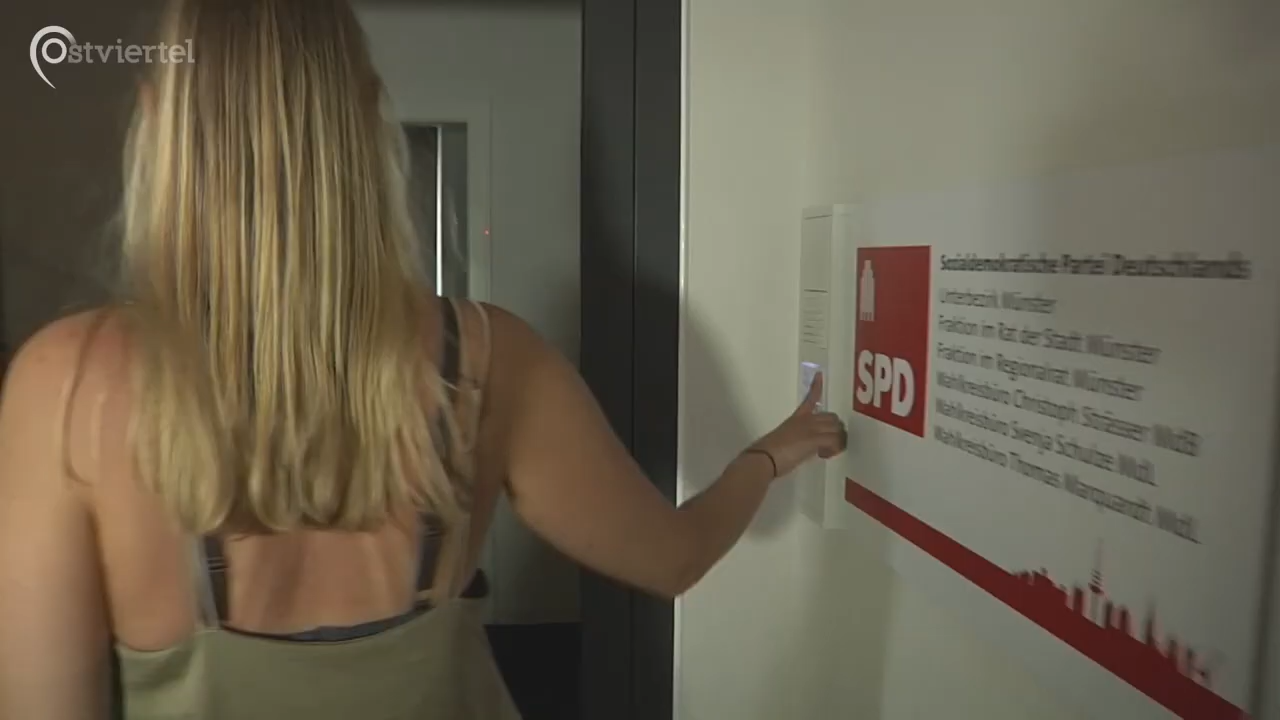 Ostviertel
Sozialdemokratische Partei Deutschlands
Unterbezirk Münster
Fraktion im Rat der Stadt Münster
Fraktion im Regionalrat Münster
Wahlkreisbüro Christoph Strässer MdB
Wahlkreisbüro Svenja Schulze MdL
Wahlkreisbüro Thomas Marquardt MdL
SPD